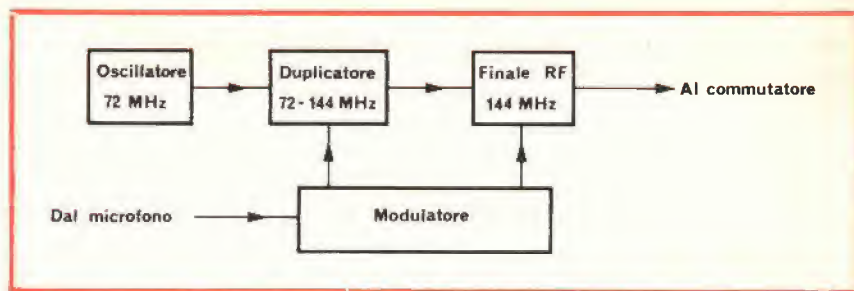 Oscillatore
72 MHz
Duplicatore
72-144 MHz
Finale RF
144 MHz
Al commutatore
Dal microfono
Modulatore